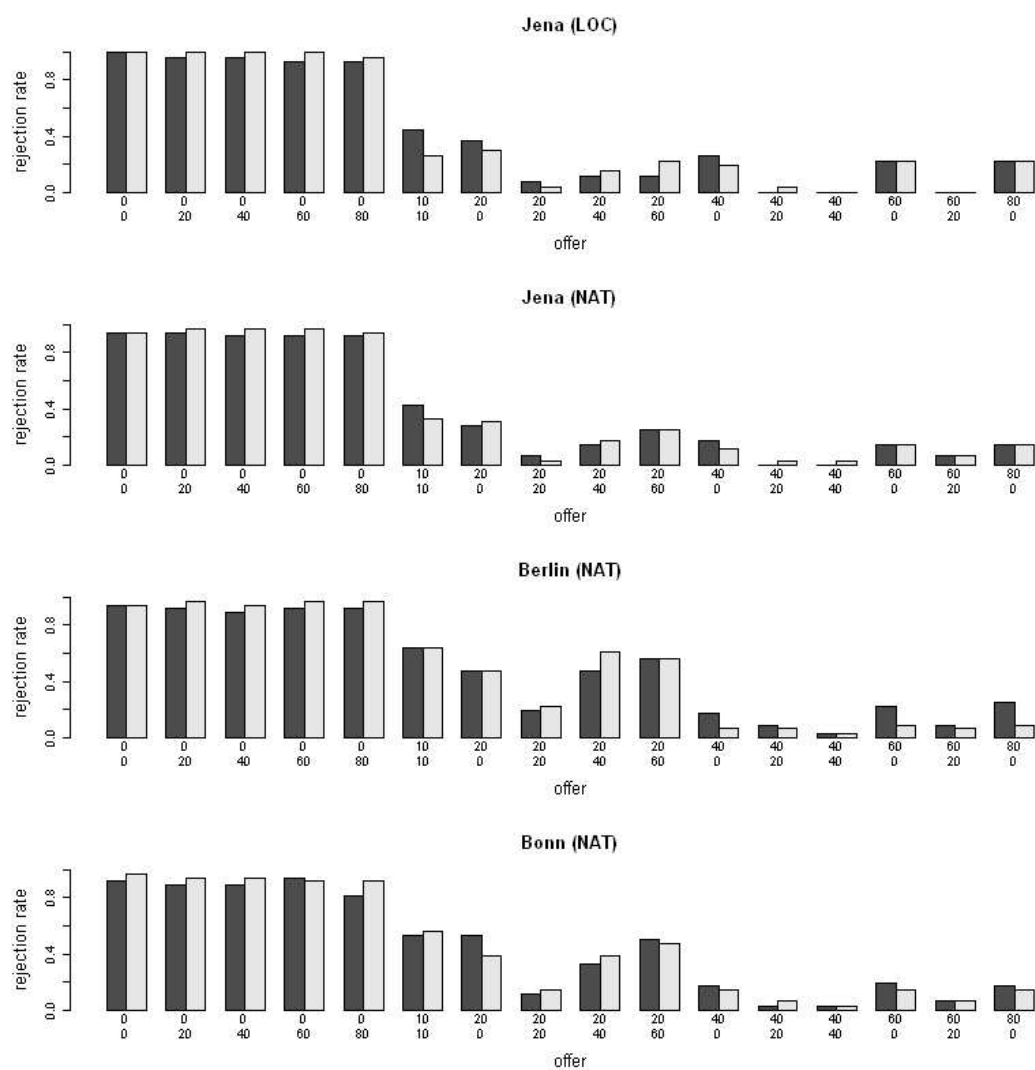 Jena (LOC)
rejection rate
0.8
0.4
0.0
0 0 0 0 0 10 20 20 20 20 40 40 40 60 60 80
0 20 40 60 80 10 0 20 40 60 0 20 40 0 20 0
offer
Jena (NAT)
rejection rate
0.8
0.4
0.0
0 0 0 0 0 10 20 20 20 20 40 40 40 60 60 80
0 20 40 60 80 10 0 20 40 60 0 20 40 0 20 0
offer
Berlin (NAT)
rejection rate
0.8
0.4
0.0
0 0 0 0 0 10 20 20 20 20 40 40 40 60 60 80
0 20 40 60 80 10 0 20 40 60 0 20 40 0 20 0
offer
Bonn (NAT)
rejection rate
0.8
0.4
0.0
0 0 0 0 0 10 20 20 20 20 40 40 40 60 60 80
0 20 40 60 80 10 0 20 40 60 0 20 40 0 20 0
offer